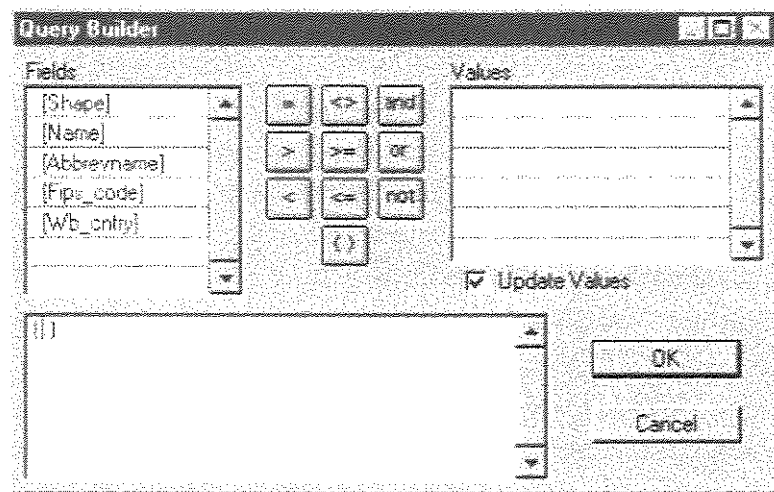 Query Builder
Fields
Values
[Shape]
[Name]
[Abbrevname]
[Fips_code]
[Wb_cntry]
= <> and
> >= or
< <= not
( )
Update Values
OK
Cancel